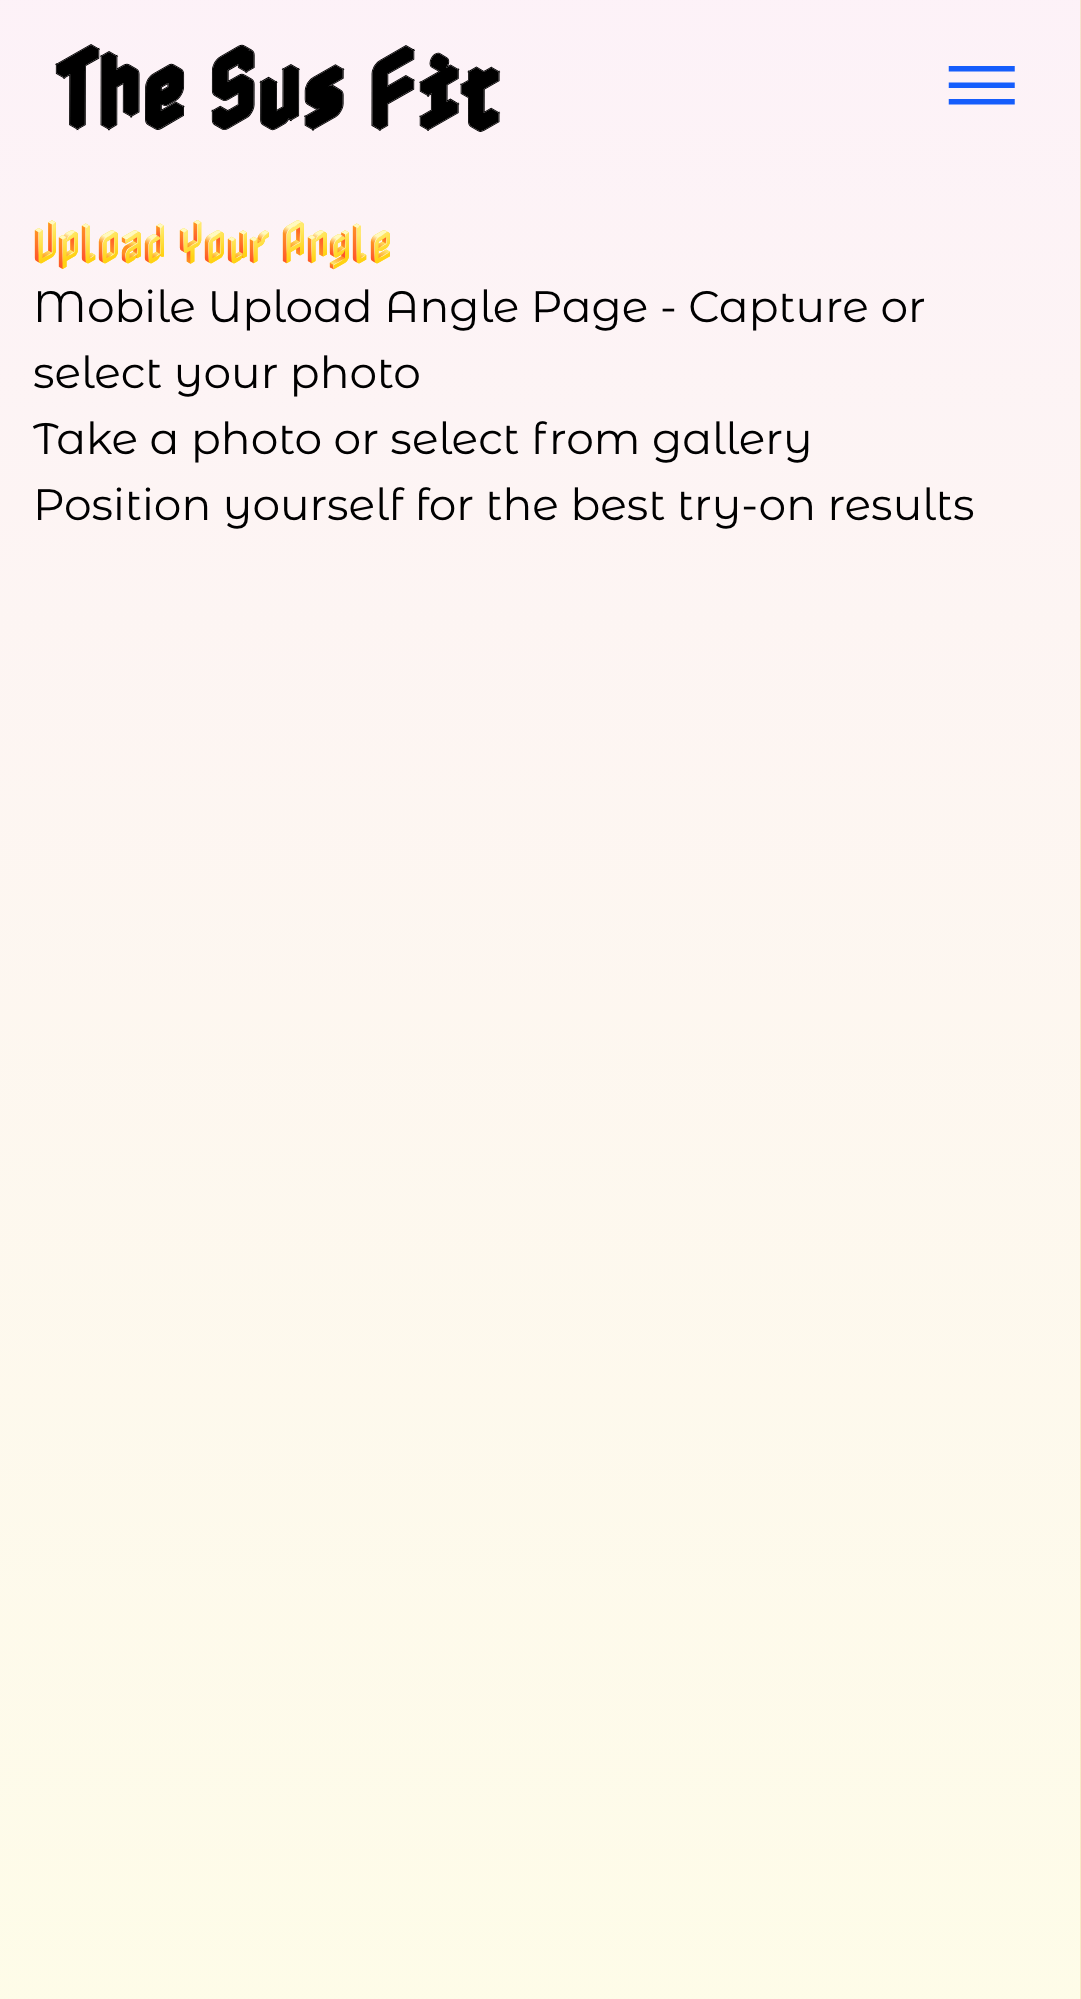 The Sus Fit
Upload Your Angle
Mobile Upload Angle Page - Capture or
select your photo
Take a photo or select from gallery
Position yourself for the best try-on results